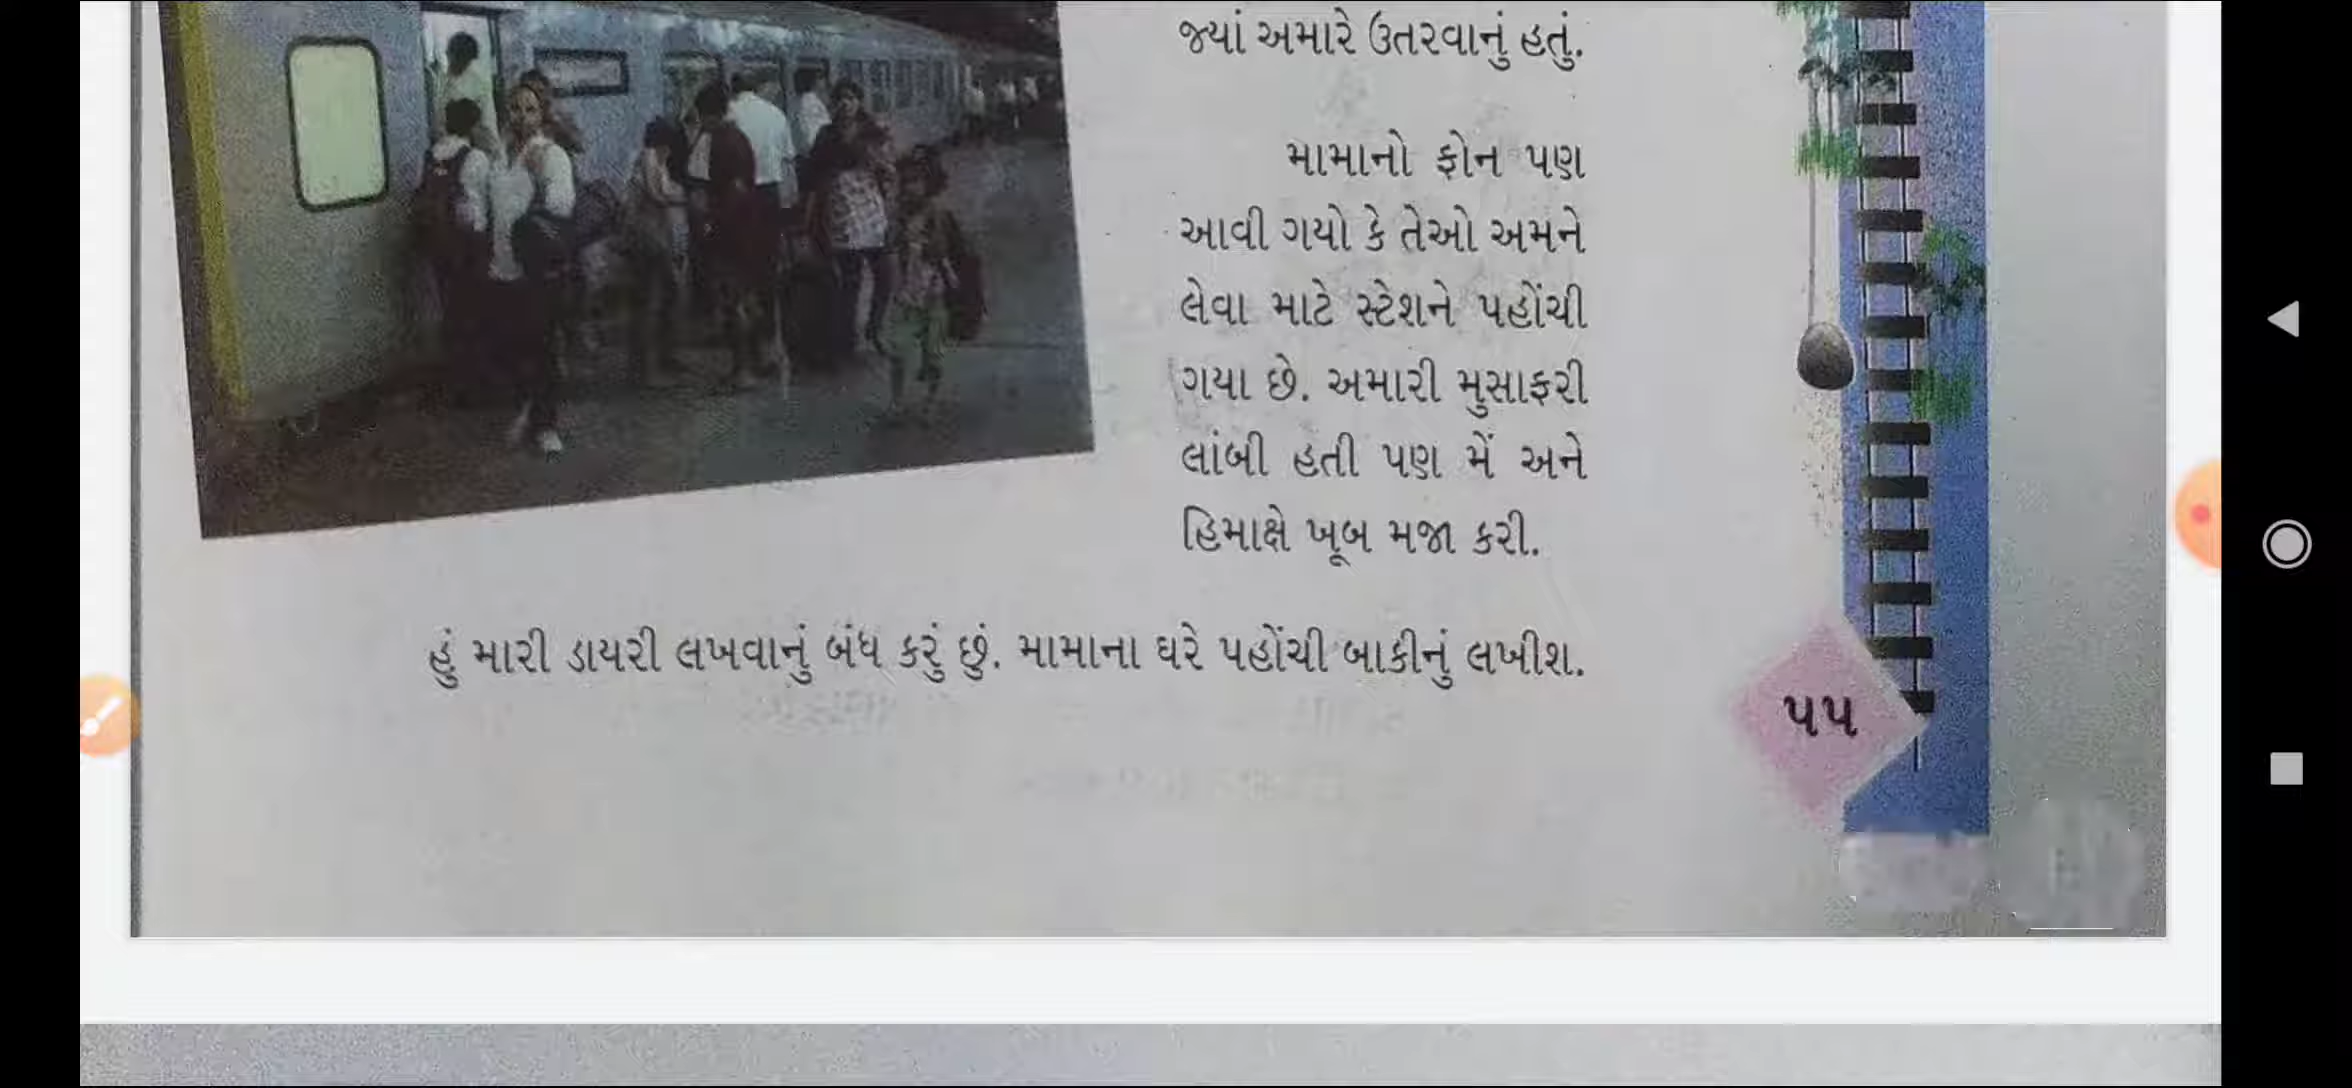 જ્યાં અમારે ઉતરવાનું હતું.
મામાનો ફોન પણ
આવી ગયો કે તેઓ અમને
લેવા માટે સ્ટેશને પહોંચી
ગયા છે. અમારી મુસાફરી
લાંબી હતી પણ મેં અને
હિમાક્ષે ખૂબ મજા કરી.
હું મારી ડાયરી લખવાનું બંધ કરું છું. મામાના ઘરે પહોંચી બાકીનું લખીશ.
૫૫